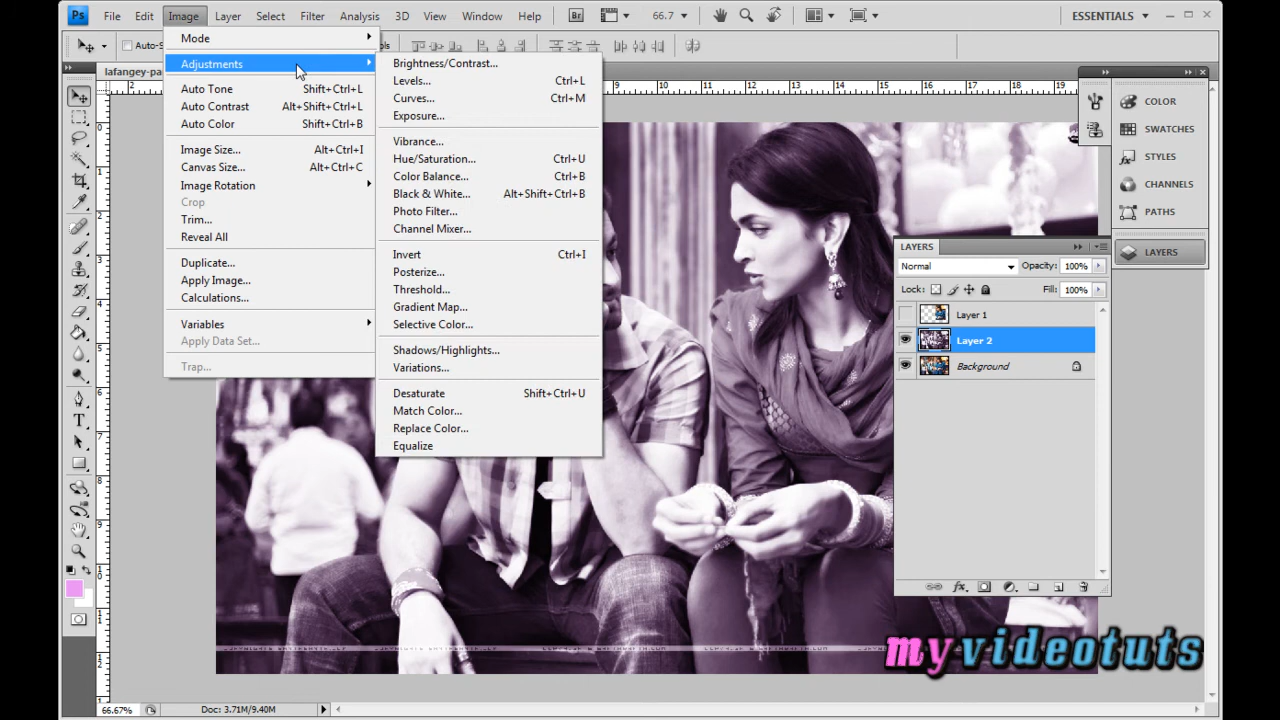 Ps File Edit Image Layer Select Filter Analysis 3D View Window Help Br 66.7 ESSENTIALS
Auto-S
lafangey-pa
Mode
Adjustments
Auto Tone Shift+Ctrl+L
Auto Contrast Alt+Shift+Ctrl+L
Auto Color Shift+Ctrl+B
Image Size... Alt+Ctrl+I
Canvas Size... Alt+Ctrl+C
Image Rotation
Crop
Trim...
Reveal All
Duplicate...
Apply Image...
Calculations...
Variables
Apply Data Set...
Trap...
Brightness/Contrast...
Levels... Ctrl+L
Curves... Ctrl+M
Exposure...
Vibrance...
Hue/Saturation... Ctrl+U
Color Balance... Ctrl+B
Black & White... Alt+Shift+Ctrl+B
Photo Filter...
Channel Mixer...
Invert Ctrl+I
Posterize...
Threshold...
Gradient Map...
Selective Color...
Shadows/Highlights...
Variations...
Desaturate Shift+Ctrl+U
Match Color...
Replace Color...
Equalize
COLOR
SWATCHES
STYLES
CHANNELS
PATHS
LAYERS
LAYERS
Normal Opacity: 100%
Lock: Fill: 100%
Layer 1
Layer 2
Background
myvideotuts
66.67% Doc: 3.71M/9.40M